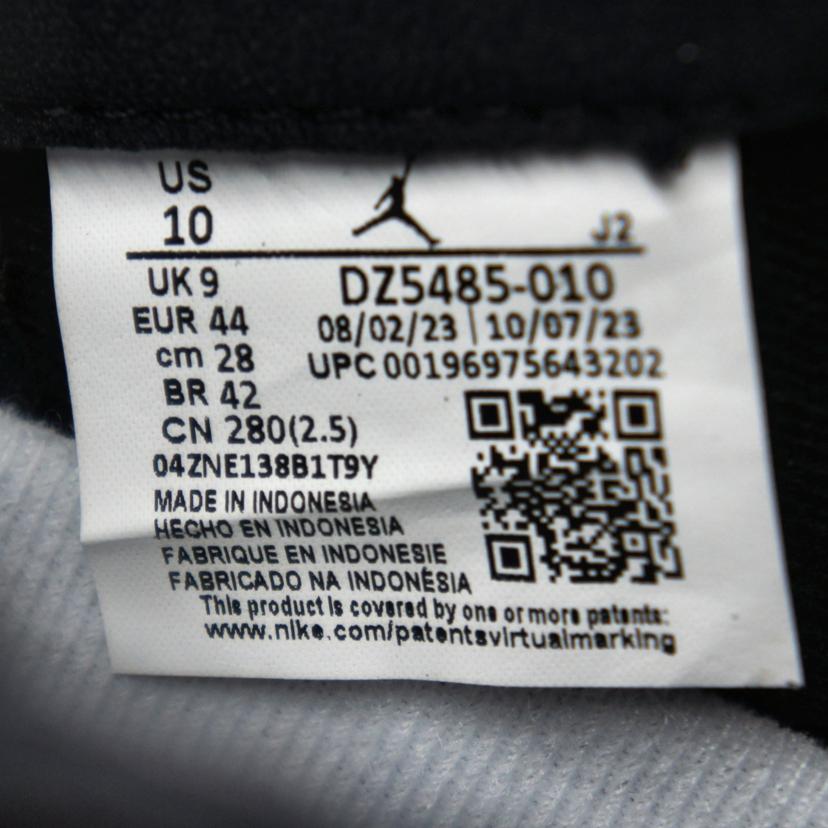 US
10
J2
UK 9
DZ5485-010
EUR 44
08/02/23 | 10/07/23
cm 28
UPC 00196975643202
BR 42
CN 280(2.5)
04ZNE138B1T9Y
MADE IN INDONESIA
HECHO EN INDONESIA
FABRIQUE EN INDONESIE
FABRICADO NA INDONÉSIA
This product is covered by one or more patents:
www.nike.com/patentsvirtualmarking